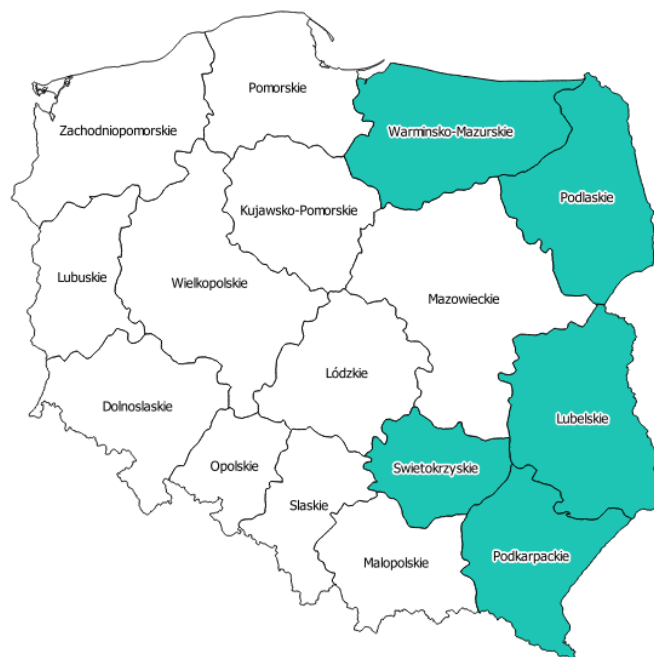 Pomorskie
Zachodniopomorskie
Warminsko-Mazurskie
Podlaskie
Kujawsko-Pomorskie
Lubuskie
Wielkopolskie
Mazowieckie
Lódzkie
Dolnoslaskie
Lubelskie
Opolskie
Swietokrzyskie
Slaskie
Malopolskie
Podkarpackie